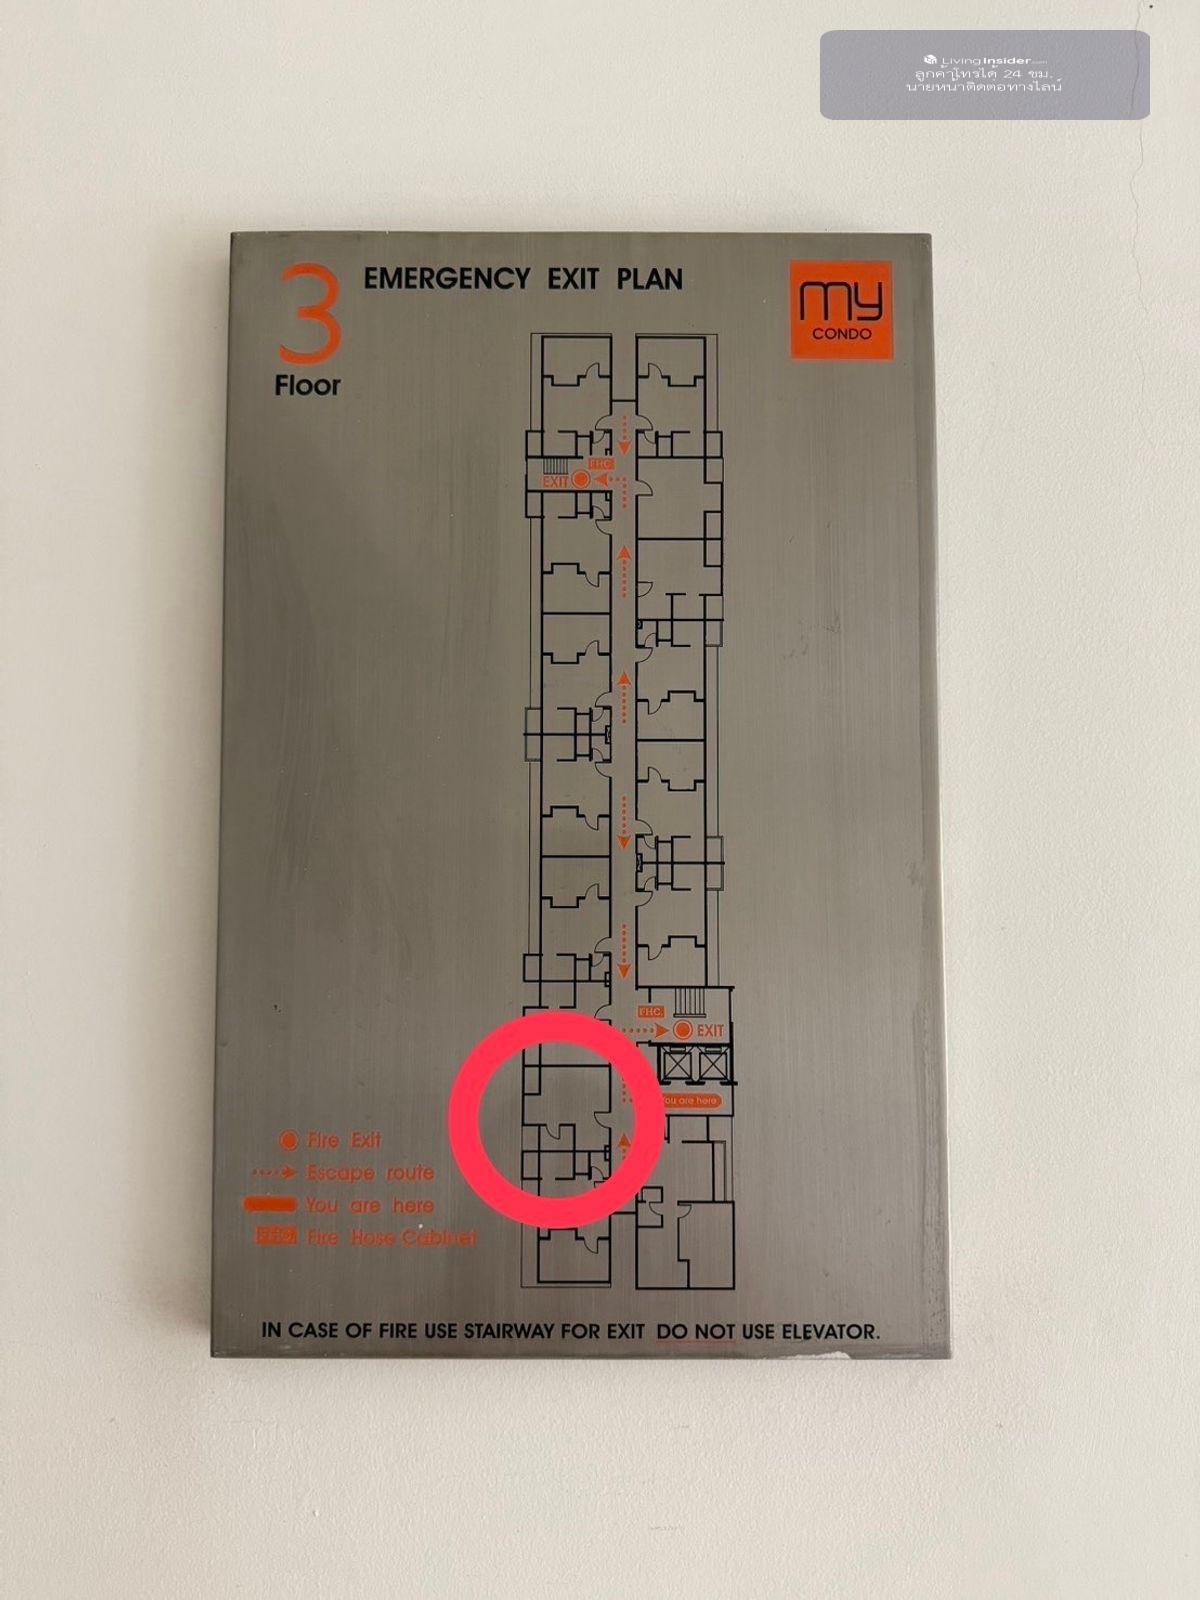 LivingInsider.com
ลูกค้าโทรได้ 24 ชม.
นายหน้าติดต่อทางไลน์
3
Floor
EMERGENCY EXIT PLAN
my
CONDO
FHC
EXIT
FHC.
EXIT
You are here
Fire Exit
Escape route
You are here
FHC Fire Hose Cabinet
IN CASE OF FIRE USE STAIRWAY FOR EXIT DO NOT USE ELEVATOR.